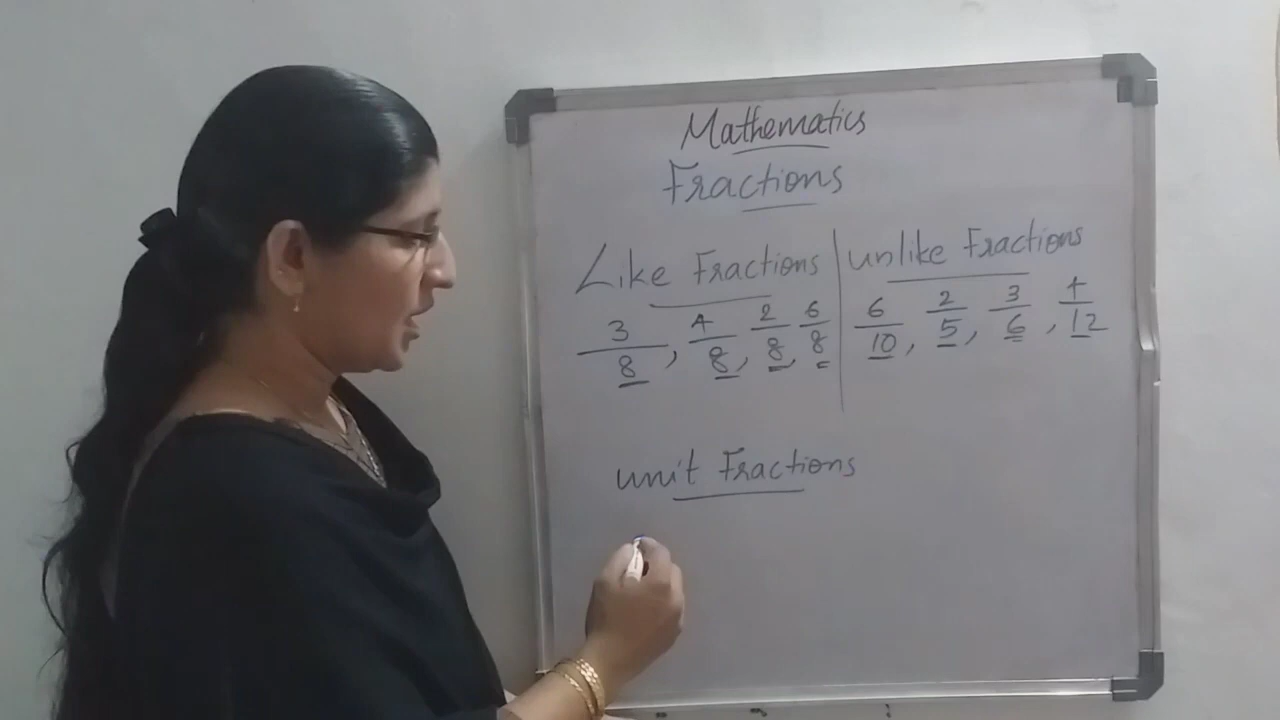 Mathematics
Fractions
Like Fractions
3/8, 4/8, 2/8, 6/8
unlike Fractions
6/10, 2/5, 3/6, 4/12
unit Fractions